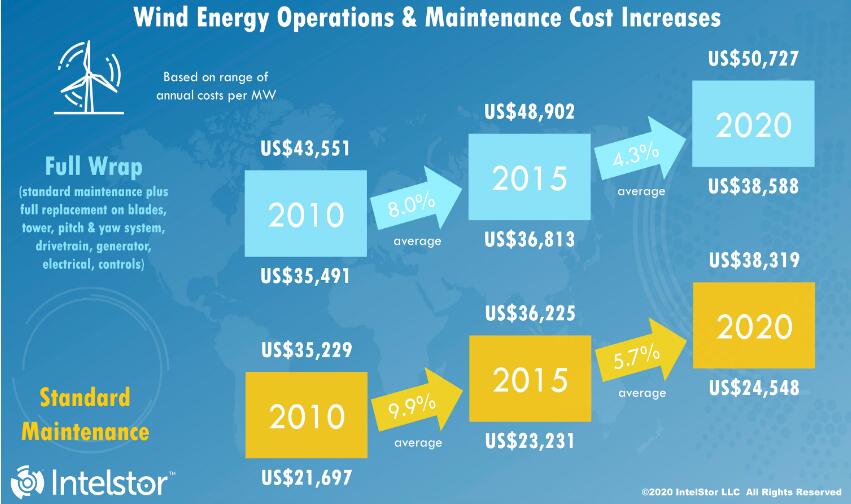 Wind Energy Operations & Maintenance Cost Increases
Based on range of
annual costs per MW
Full Wrap
(standard maintenance plus
full replacement on blades,
tower, pitch & yaw system,
drivetrain, generator,
electrical, controls)
US$43,551
2010
US$35,491
8.0%
average
US$48,902
2015
US$36,813
4.3%
average
US$50,727
2020
US$38,588
Standard
Maintenance
US$35,229
2010
US$21,697
9.9%
average
US$36,225
2015
US$23,231
5.7%
average
US$38,319
2020
US$24,548
Intelstor™
©2020 IntelStor LLC All Rights Reserved